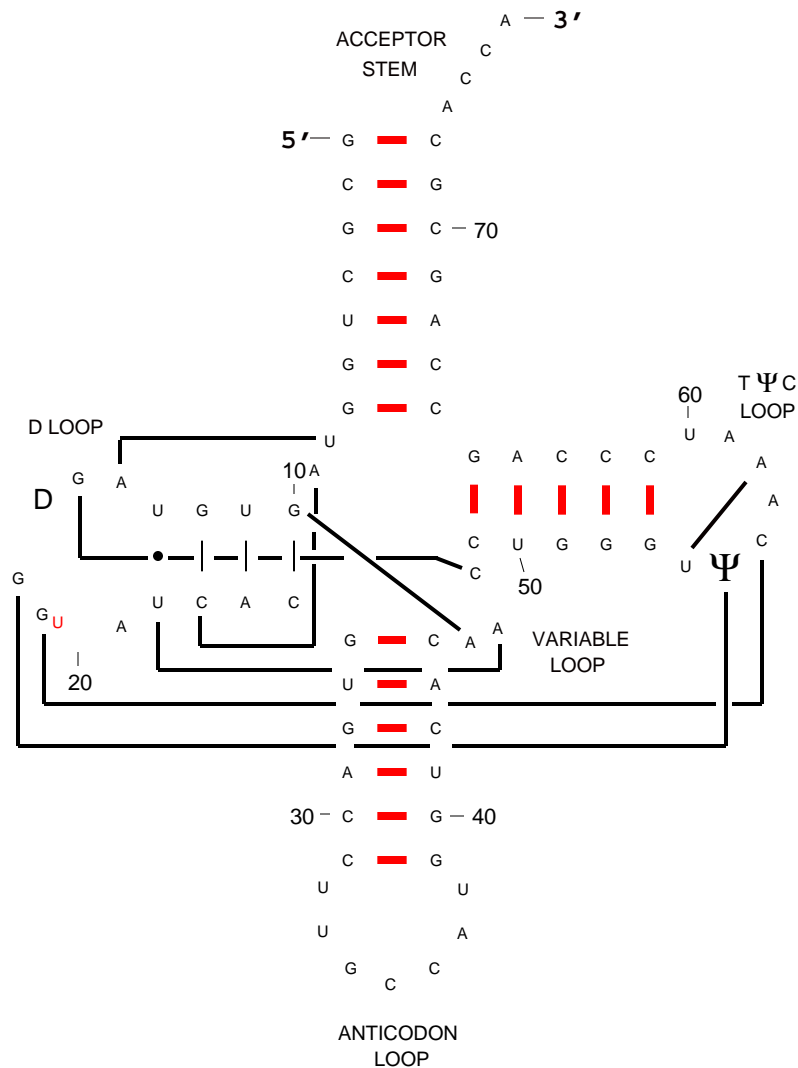 A — 3′
ACCEPTOR
STEM
C
C
A
5′ — G C
C G
G C — 70
C G
U A
G C
G C
60
T Ψ C
LOOP
D LOOP
U
U A
G A C C C
A
G A
10 A
D
U G U G
A
C U G G G
C
U Ψ
C
50
G
G U
A
U C A C
20
G C A A
VARIABLE
LOOP
U A
G C
A U
30 — C G — 40
C G
U U
U A
G C
C
ANTICODON
LOOP